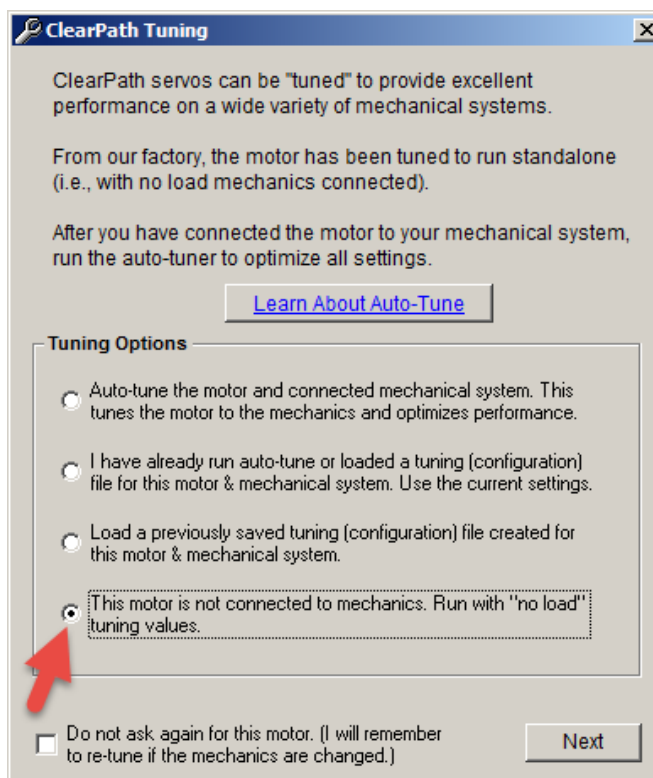 ClearPath Tuning
ClearPath servos can be "tuned" to provide excellent
performance on a wide variety of mechanical systems.
From our factory, the motor has been tuned to run standalone
(i.e., with no load mechanics connected).
After you have connected the motor to your mechanical system,
run the auto-tuner to optimize all settings.
Learn About Auto-Tune
Tuning Options
Auto-tune the motor and connected mechanical system. This
tunes the motor to the mechanics and optimizes performance.
I have already run auto-tune or loaded a tuning (configuration)
file for this motor & mechanical system. Use the current settings.
Load a previously saved tuning (configuration) file created for
this motor & mechanical system.
This motor is not connected to mechanics. Run with "no load"
tuning values.
Do not ask again for this motor. (I will remember
to re-tune if the mechanics are changed.)
Next